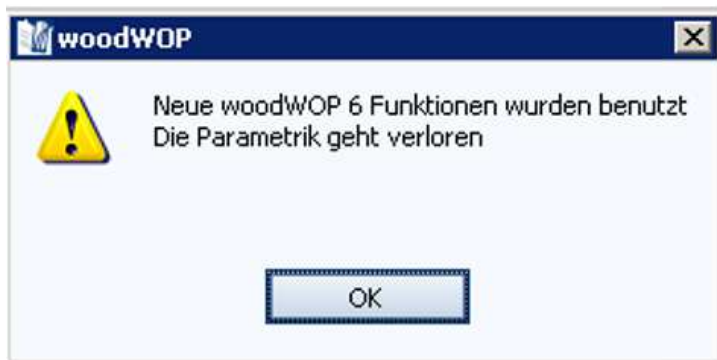 woodWOP
Neue woodWOP 6 Funktionen wurden benutzt
Die Parametrik geht verloren
OK